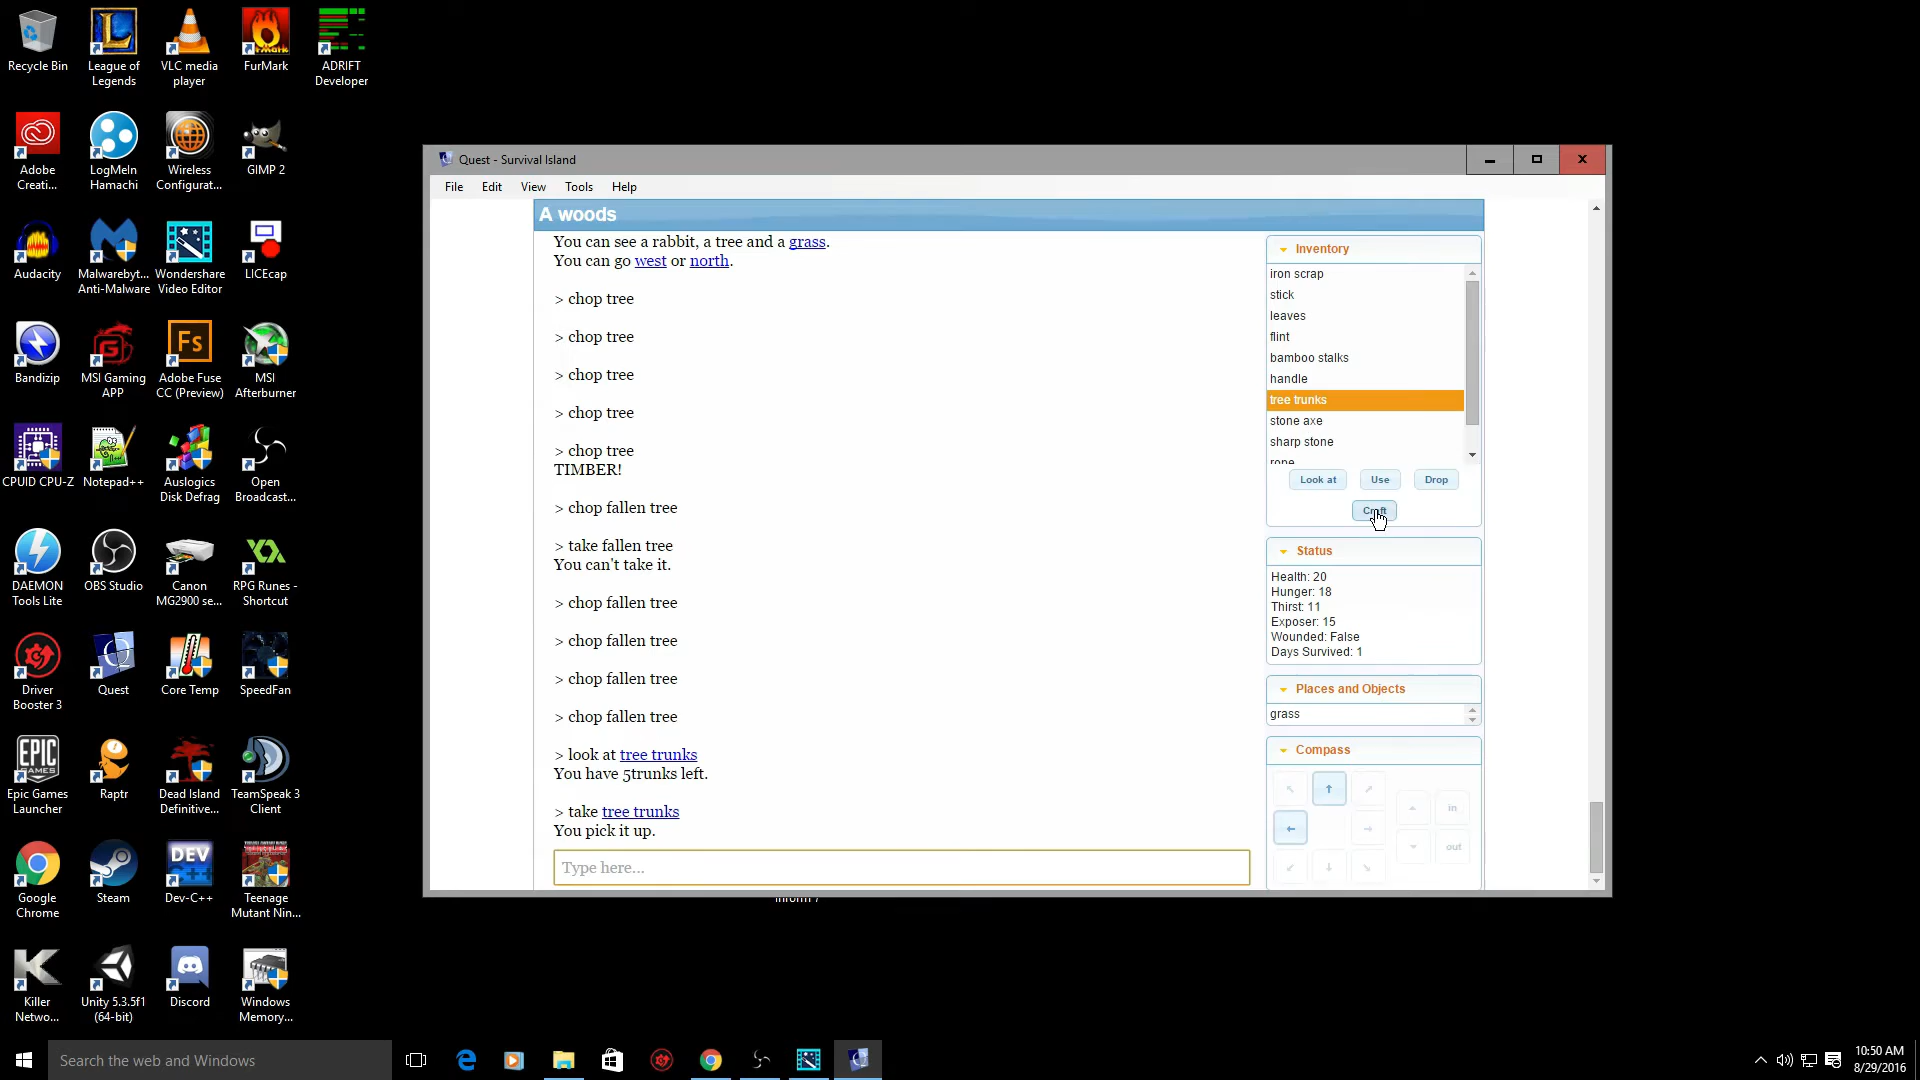 Recycle Bin
League of
Legends
VLC media
player
FurMark
ADRIFT
Developer
Adobe
Creati...
LogMeIn
Hamachi
Wireless
Configurat...
GIMP 2
Audacity
Malwarebyt...
Anti-Malware
Wondershare
Video Editor
LICEcap
Bandizip
MSI Gaming
APP
Adobe Fuse
CC (Preview)
MSI
Afterburner
CPUID CPU-Z
Notepad++
Auslogics
Disk Defrag
Open
Broadcast...
DAEMON
Tools Lite
OBS Studio
Canon
MG2900 se...
RPG Runes -
Shortcut
Driver
Booster 3
Quest
Core Temp
SpeedFan
Epic Games
Launcher
Raptr
Dead Island
Definitive...
TeamSpeak 3
Client
Google
Chrome
Steam
Dev-C++
Teenage
Mutant Nin...
Killer
Netwo...
Unity 5.3.5f1
(64-bit)
Discord
Windows
Memory...
Quest - Survival Island
File Edit View Tools Help
A woods
You can see a rabbit, a tree and a grass.
You can go west or north.
> chop tree
> chop tree
> chop tree
> chop tree
> chop tree
TIMBER!
> chop fallen tree
> take fallen tree
You can't take it.
> chop fallen tree
> chop fallen tree
> chop fallen tree
> chop fallen tree
> look at tree trunks
You have 5trunks left.
> take tree trunks
You pick it up.
Type here...
Inventory
iron scrap
stick
leaves
flint
bamboo stalks
handle
tree trunks
stone axe
sharp stone
rope
Look at Use Drop
Craft
Status
Health: 20
Hunger: 18
Thirst: 11
Exposer: 15
Wounded: False
Days Survived: 1
Places and Objects
grass
Compass
in
out
Inform 7
Search the web and Windows
10:50 AM
8/29/2016